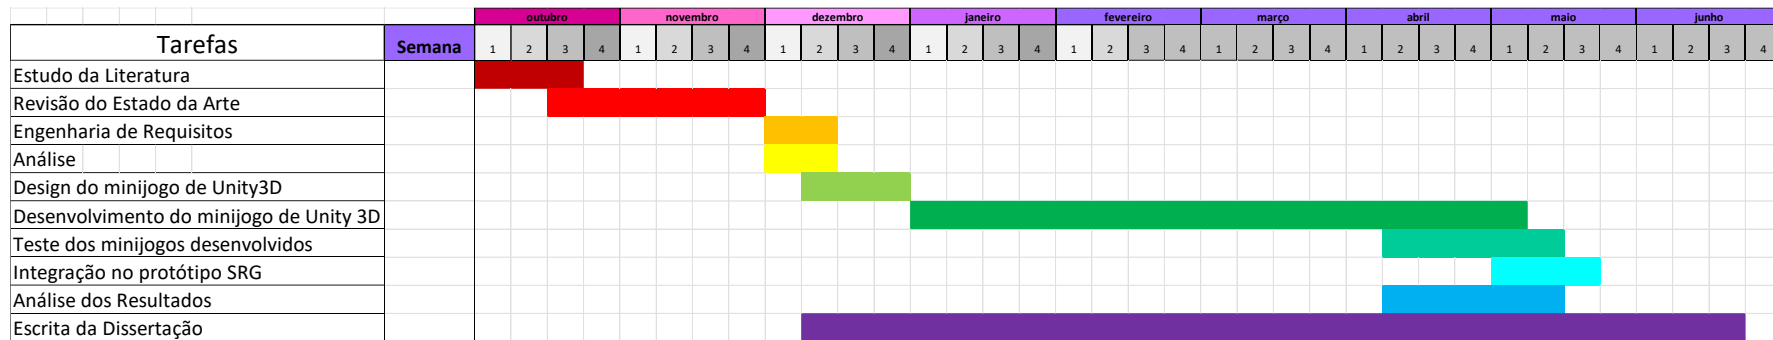 outubro novembro dezembro janeiro fevereiro março abril maio junho
Tarefas Semana 1 2 3 4 1 2 3 4 1 2 3 4 1 2 3 4 1 2 3 4 1 2 3 4 1 2 3 4 1 2 3 4 1 2 3 4
Estudo da Literatura
Revisão do Estado da Arte
Engenharia de Requisitos
Análise
Design do minijogo de Unity3D
Desenvolvimento do minijogo de Unity 3D
Teste dos minijogos desenvolvidos
Integração no protótipo SRG
Análise dos Resultados
Escrita da Dissertação